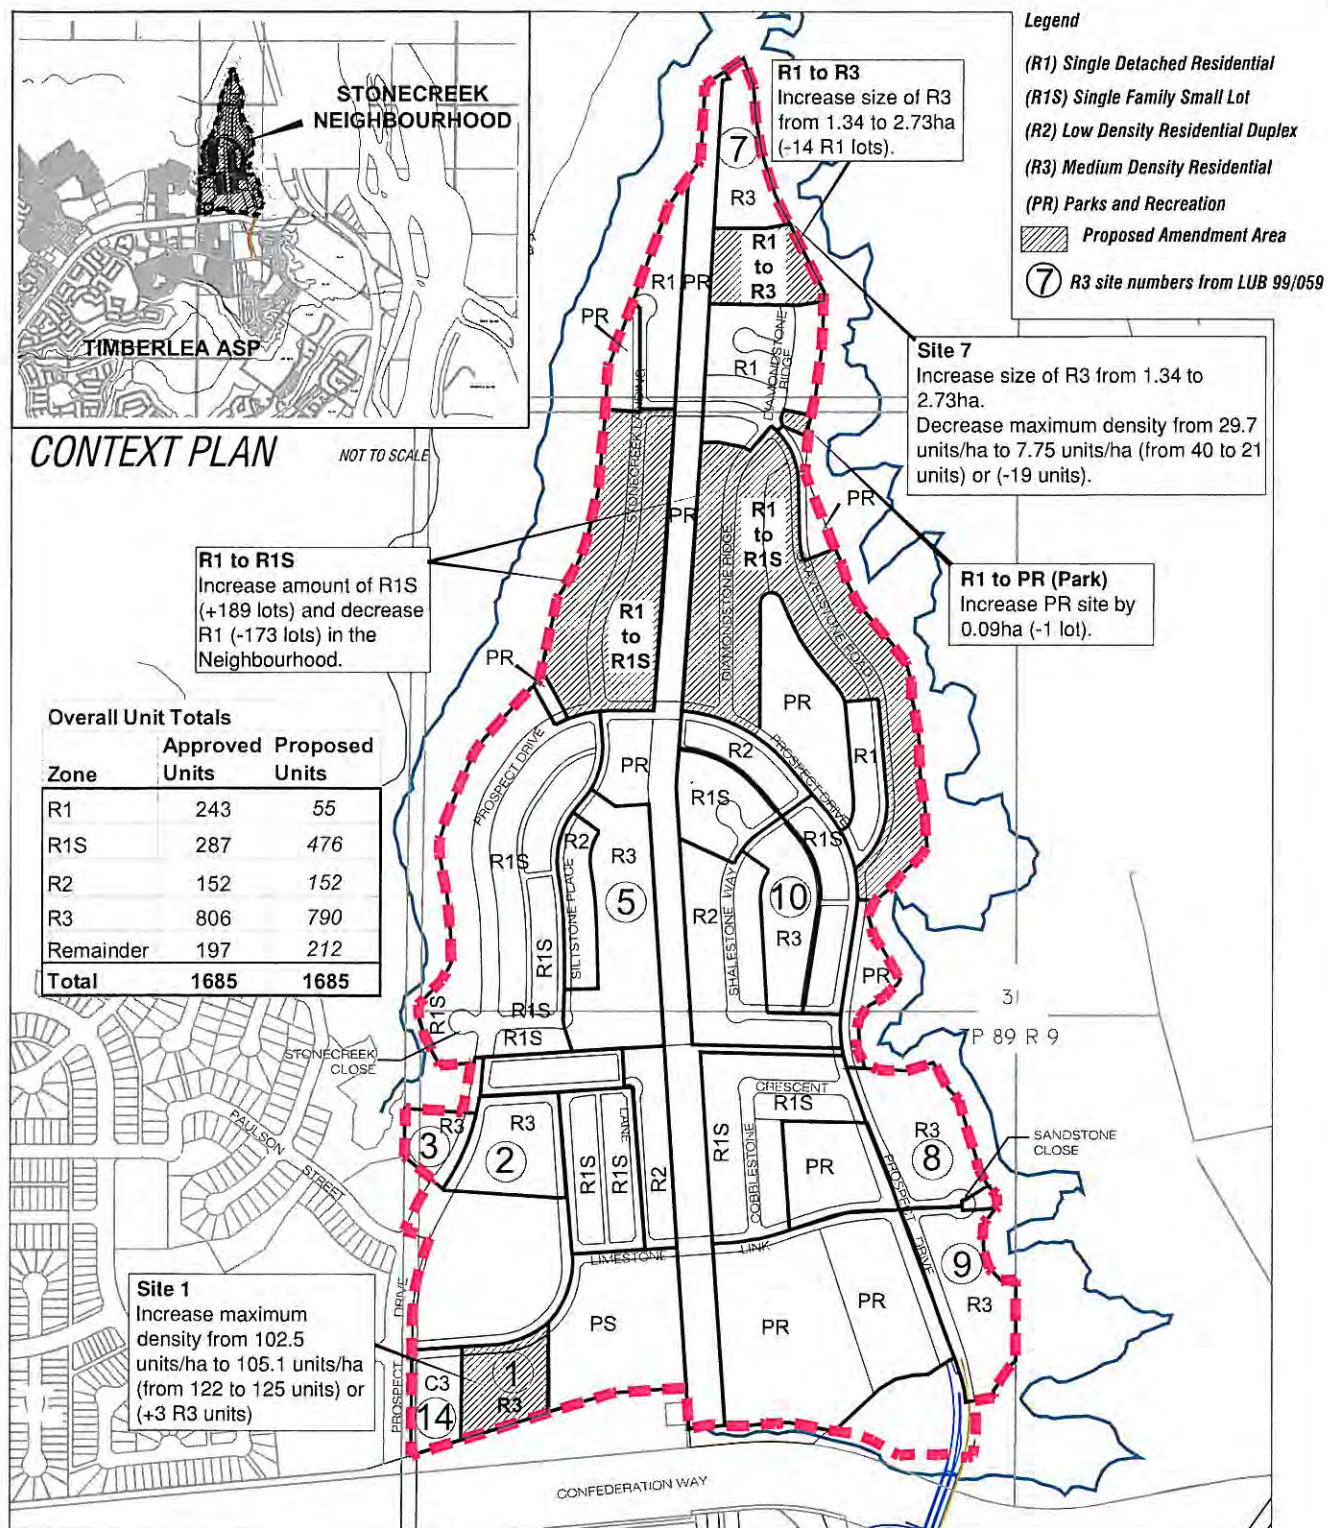 STONECREEK
NEIGHBOURHOOD
TIMBERLEA ASP
CONTEXT PLAN
NOT TO SCALE
Legend
(R1) Single Detached Residential
(R1S) Single Family Small Lot
(R2) Low Density Residential Duplex
(R3) Medium Density Residential
(PR) Parks and Recreation
Proposed Amendment Area
7 R3 site numbers from LUB 99/059
R1 to R3
Increase size of R3
from 1.34 to 2.73ha
(-14 R1 lots).
Site 7
Increase size of R3 from 1.34 to
2.73ha.
Decrease maximum density from 29.7
units/ha to 7.75 units/ha (from 40 to 21
units) or (-19 units).
R1 to PR (Park)
Increase PR site by
0.09ha (-1 lot).
R1 to R1S
Increase amount of R1S
(+189 lots) and decrease
R1 (-173 lots) in the
Neighbourhood.
Overall Unit Totals
Zone Approved Units Proposed Units
R1 243 55
R1S 287 476
R2 152 152
R3 806 790
Remainder 197 212
Total 1685 1685
Site 1
Increase maximum
density from 102.5
units/ha to 105.1 units/ha
(from 122 to 125 units) or
(+3 R3 units)
7
R3
R1
to
R3
R1
PR
PR
R1
DIAMONDSTONE
RIDGE
STONECREEK LANDING
PR
PR
R1
to
R1S
R1
to
R1S
DIAMONDSTONE RIDGE
GRAVELSTONE ROAD
PR
PR
R1
PROSPECT DRIVE
PROSPECT DRIVE
PR
R2
R1S
R1S
R1S
R2
R3
5
10
R3
R2
SILTSTONE PLACE
SHALESTONE WAY
R1S
PR
R1S
R1S
R1S
STONECREEK
CLOSE
31
TP 89 R 9
PAULSON
STREET
3
R3
R3
2
R1S
R1S
LANE
R2
R1S
CRESCENT
R1S
COBBLESTONE
PR
R3
8
SANDSTONE
CLOSE
PROSPECT
DRIVE
LIMESTONE
LINK
9
R3
PR
PS
PR
PROSPECT
DRIVE
C3
14
1
R3
CONFEDERATION WAY